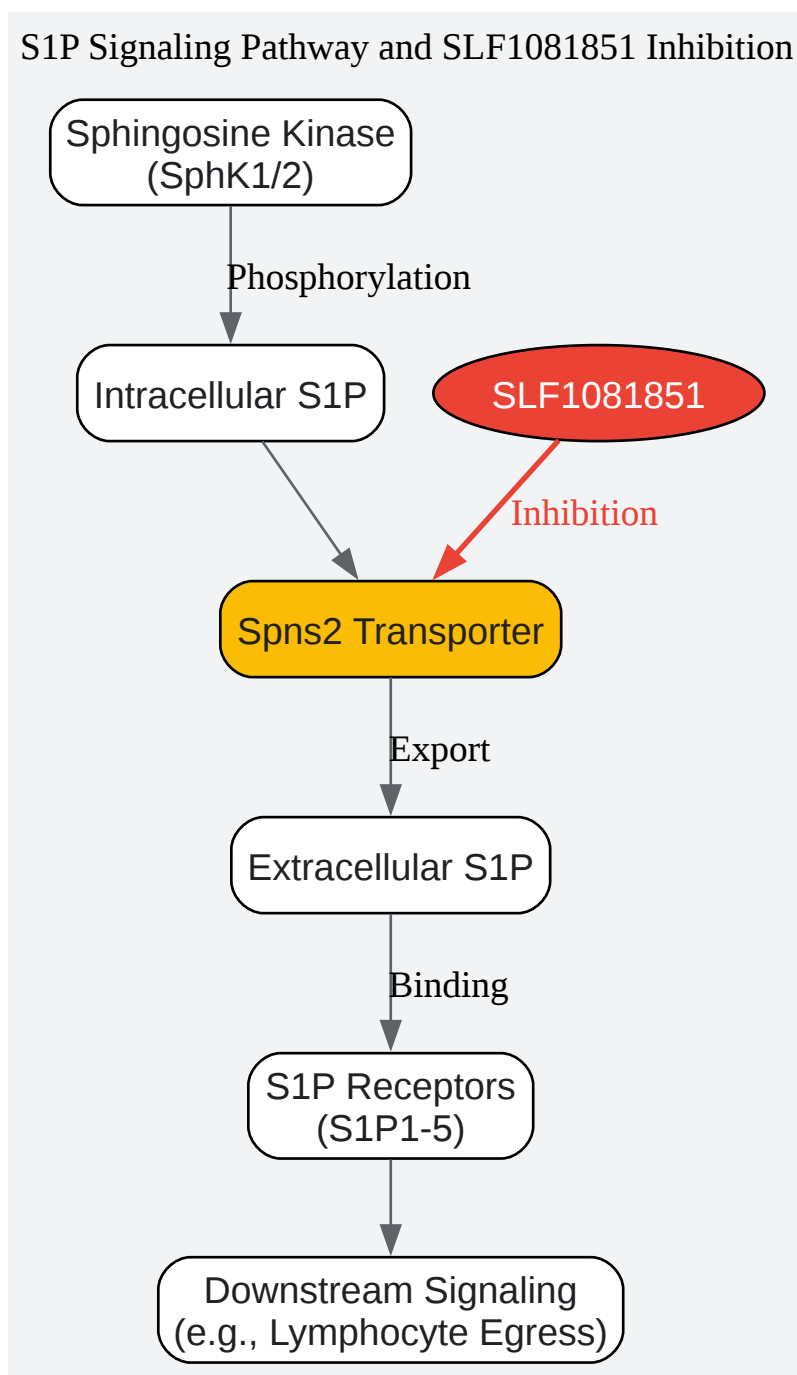 S1P Signaling Pathway and SLF1081851 Inhibition
Sphingosine Kinase
(SphK1/2)
Phosphorylation
Intracellular S1P
SLF1081851
Inhibition
Spns2 Transporter
Export
Extracellular S1P
Binding
S1P Receptors
(S1P1-5)
Downstream Signaling
(e.g., Lymphocyte Egress)